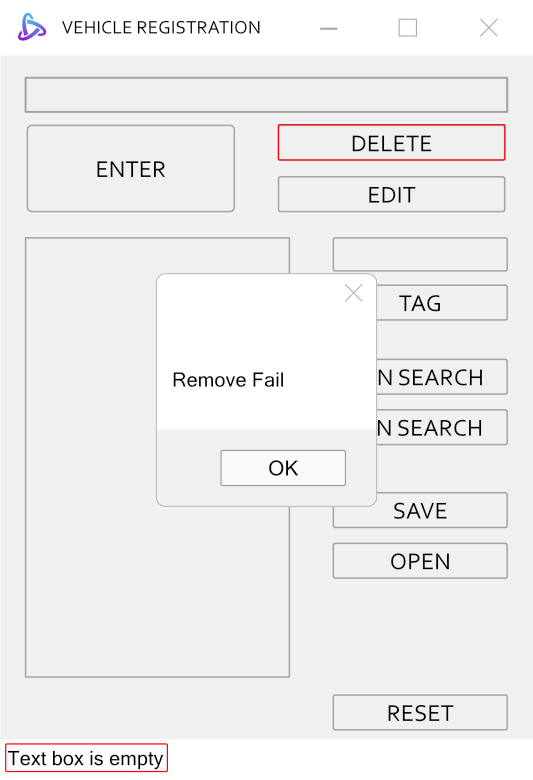 VEHICLE REGISTRATION
ENTER
DELETE
EDIT
TAG
Remove Fail
N SEARCH
N SEARCH
OK
SAVE
OPEN
RESET
Text box is empty